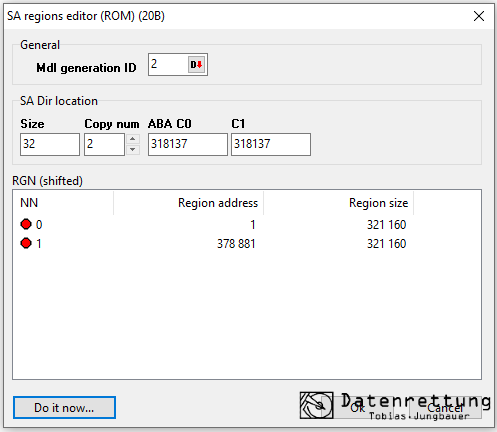 SA regions editor (ROM) (20B)
General
Mdl generation ID 2 D
SA Dir location
Size Copy num ABA C0 C1
32 2 318137 318137
RGN (shifted)
NN Region address Region size
0 1 321 160
1 378 881 321 160
Do it now... Ok Cancel
Datenrettung
Tobias Jungbauer